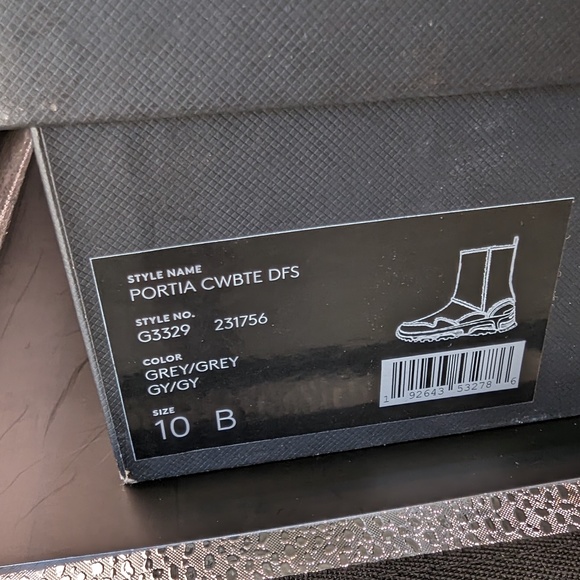 STYLE NAME
PORTIA CWBTE DFS
STYLE NO.
G3329 231756
COLOR
GREY/GREY
GY/GY
SIZE
10 B
1 92643 53278 6